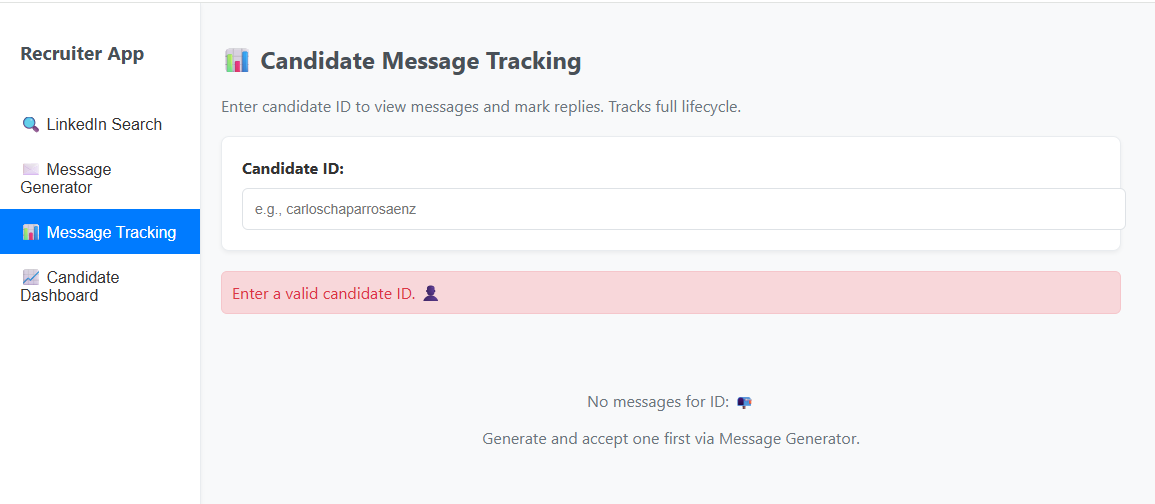 Recruiter App
🔍 LinkedIn Search
✉️ Message
Generator
📊 Message Tracking
📈 Candidate
Dashboard
📊 Candidate Message Tracking
Enter candidate ID to view messages and mark replies. Tracks full lifecycle.
Candidate ID:
e.g., carloschaparrosaenz
Enter a valid candidate ID. 👤
No messages for ID: 📭
Generate and accept one first via Message Generator.